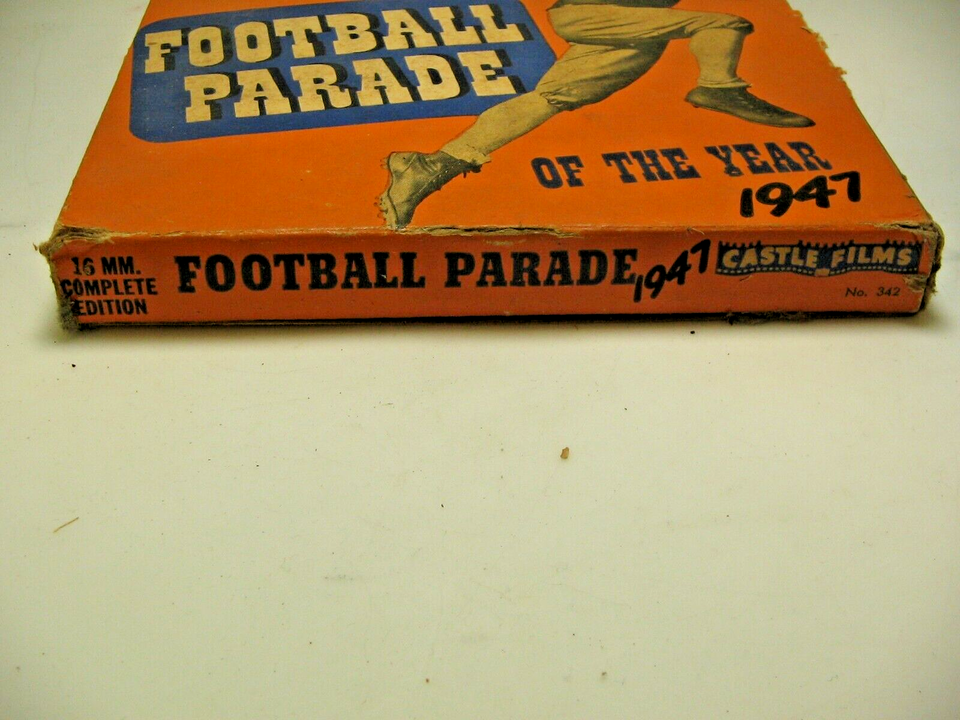 FOOTBALL
PARADE
OF THE YEAR
1947
16 MM.
COMPLETE
EDITION
FOOTBALL PARADE 1947
CASTLE FILMS
No. 342